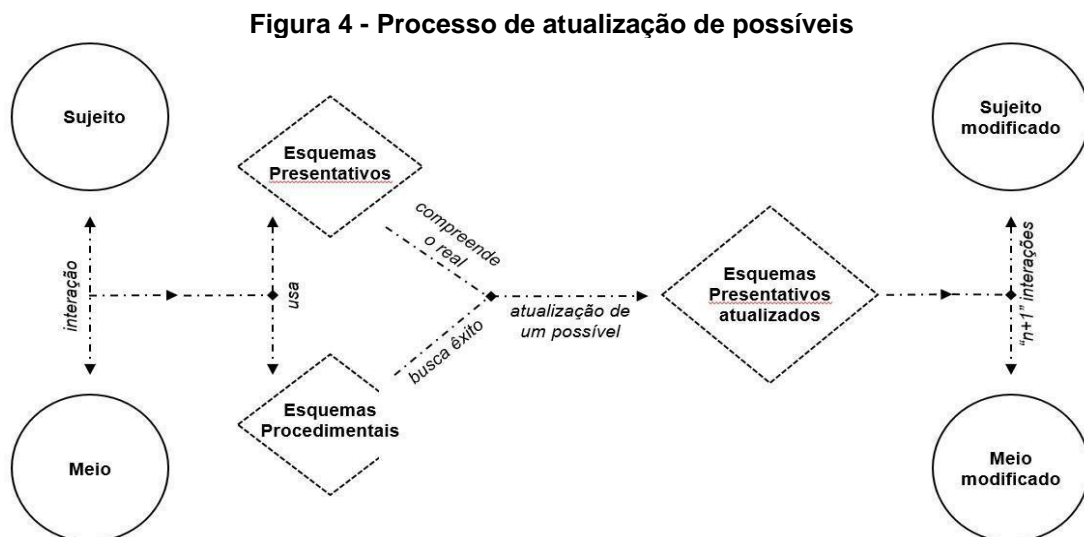 Figura 4 - Processo de atualização de possíveis
Sujeito
Meio
interação
usa
Esquemas
Presentativos
Esquemas
Procedimentais
compreende
o real
busca êxito
atualização de
um possível
Esquemas
Presentativos
atualizados
"n+1" interações
Sujeito
modificado
Meio
modificado